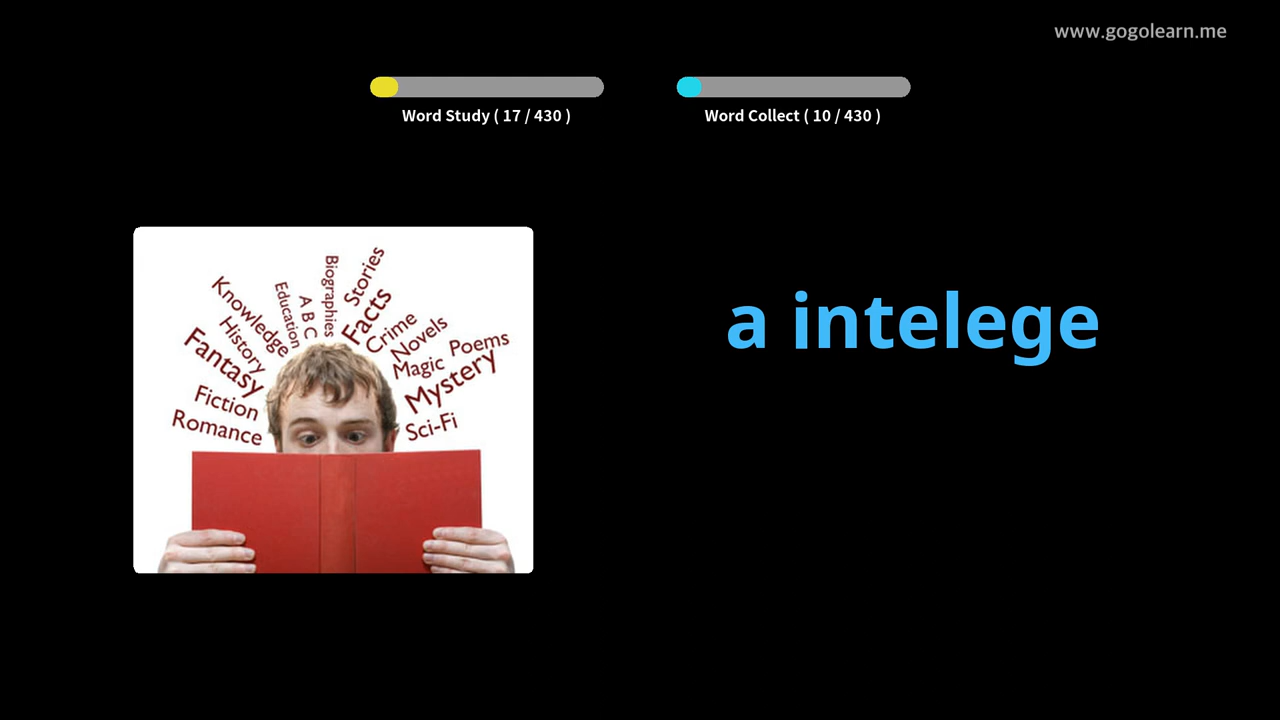 www.gogolearn.me
Word Study ( 17 / 430 )
Word Collect ( 10 / 430 )
a intelege
Knowledge
History
Fantasy
Fiction
Romance
Education
A B C
Biographies
Stories
Facts
Crime
Novels
Magic
Poems
Mystery
Sci-Fi